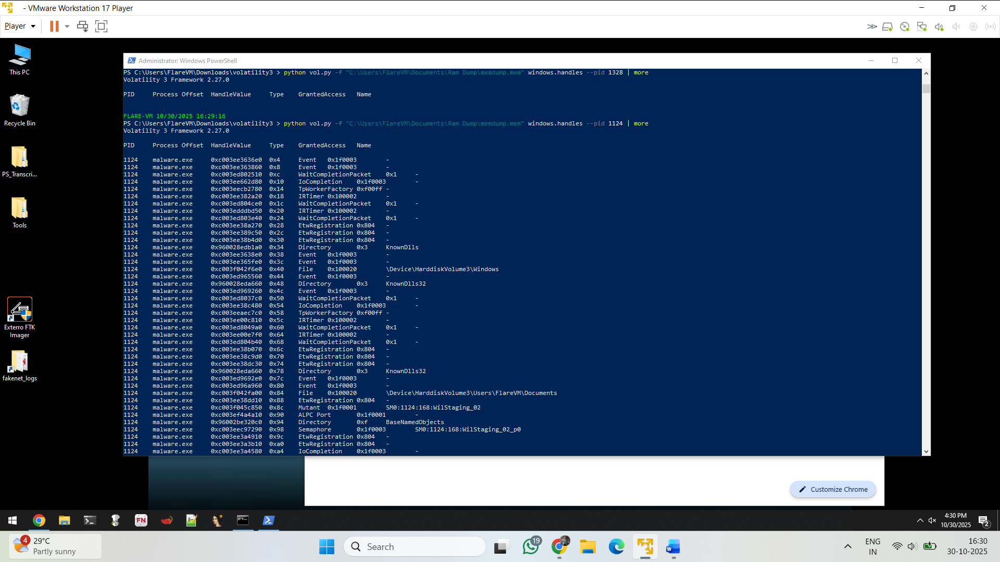 - VMware Workstation 17 Player
Player
This PC
Recycle Bin
PS_Transcri...
Tools
Exterro FTK
Imager
fakenet_logs
Administrator: Windows PowerShell
PS C:\Users\FlareVM\Downloads\volatility3 > python vol.py -f "C:\Users\FlareVM\Documents\Ram Dump\memdump.mem" windows.handles --pid 1328 | more
Volatility 3 Framework 2.27.0
PID Process Offset HandleValue Type GrantedAccess Name
FLARE-VM 10/30/2025 16:29:16
PS C:\Users\FlareVM\Downloads\volatility3 > python vol.py -f "C:\Users\FlareVM\Documents\Ram Dump\memdump.mem" windows.handles --pid 1124 | more
Volatility 3 Framework 2.27.0
PID Process Offset HandleValue Type GrantedAccess Name
1124 malware.exe 0xc003ee3636e0 0x4 Event 0x1f0003 -
1124 malware.exe 0xc003ee363860 0x8 Event 0x1f0003 -
1124 malware.exe 0xc003ed802510 0xc WaitCompletionPacket 0x1 -
1124 malware.exe 0xc003ee662d80 0x10 IoCompletion 0x1f0003 -
1124 malware.exe 0xc003eecb2780 0x14 TpWorkerFactory 0xf00ff -
1124 malware.exe 0xc003ee382a20 0x18 IRTimer 0x100002 -
1124 malware.exe 0xc003ed804ce0 0x1c WaitCompletionPacket 0x1 -
1124 malware.exe 0xc003edddbd50 0x20 IRTimer 0x100002 -
1124 malware.exe 0xc003ed803e40 0x24 WaitCompletionPacket 0x1 -
1124 malware.exe 0xc003ee38a270 0x28 EtwRegistration 0x804 -
1124 malware.exe 0xc003ee389c50 0x2c EtwRegistration 0x804 -
1124 malware.exe 0xc003ee38b4d0 0x30 EtwRegistration 0x804 -
1124 malware.exe 0x960028edb1a0 0x34 Directory 0x3 KnownDlls
1124 malware.exe 0xc003ee3638e0 0x38 Event 0x1f0003 -
1124 malware.exe 0xc003ee365fe0 0x3c Event 0x1f0003 -
1124 malware.exe 0xc003f042f6e0 0x40 File 0x100020 \Device\HarddiskVolume3\Windows
1124 malware.exe 0xc003ed965560 0x44 Event 0x1f0003 -
1124 malware.exe 0x960028eda660 0x48 Directory 0x3 KnownDlls32
1124 malware.exe 0xc003ed969260 0x4c Event 0x1f0003 -
1124 malware.exe 0xc003ed8037c0 0x50 WaitCompletionPacket 0x1 -
1124 malware.exe 0xc003ee38c480 0x54 IoCompletion 0x1f0003 -
1124 malware.exe 0xc003eeaec7c0 0x58 TpWorkerFactory 0xf00ff -
1124 malware.exe 0xc003ee00c810 0x5c IRTimer 0x100002 -
1124 malware.exe 0xc003ed8049a0 0x60 WaitCompletionPacket 0x1 -
1124 malware.exe 0xc003ee00e7f0 0x64 IRTimer 0x100002 -
1124 malware.exe 0xc003ed804b40 0x68 WaitCompletionPacket 0x1 -
1124 malware.exe 0xc003ee38b070 0x6c EtwRegistration 0x804 -
1124 malware.exe 0xc003ee38c9d0 0x70 EtwRegistration 0x804 -
1124 malware.exe 0xc003ee38dc30 0x74 EtwRegistration 0x804 -
1124 malware.exe 0x960028eda660 0x78 Directory 0x3 KnownDlls32
1124 malware.exe 0xc003ed9692e0 0x7c Event 0x1f0003 -
1124 malware.exe 0xc003ed96a960 0x80 Event 0x1f0003 -
1124 malware.exe 0xc003f042fa00 0x84 File 0x100020 \Device\HarddiskVolume3\Users\FlareVM\Documents
1124 malware.exe 0xc003ee38dd10 0x88 EtwRegistration 0x804 -
1124 malware.exe 0xc003f045c850 0x8c Mutant 0x1f0001 SM0:1124:168:WilStaging_02
1124 malware.exe 0xc003ef4a4a10 0x90 ALPC Port 0x1f0001 -
1124 malware.exe 0x96002be320c0 0x94 Directory 0xf BaseNamedObjects
1124 malware.exe 0xc003eec97290 0x98 Semaphore 0x1f0003 SM0:1124:168:WilStaging_02_p0
1124 malware.exe 0xc003ee3a4910 0x9c EtwRegistration 0x804 -
1124 malware.exe 0xc003ee3a3b10 0xa0 EtwRegistration 0x804 -
1124 malware.exe 0xc003ee3a4580 0xa4 IoCompletion 0x1f0003 -
Customize Chrome
FN
4:30 PM
10/30/2025
2
4
29°C
Partly sunny
Search
19
W
ENG
IN
16:30
30-10-2025